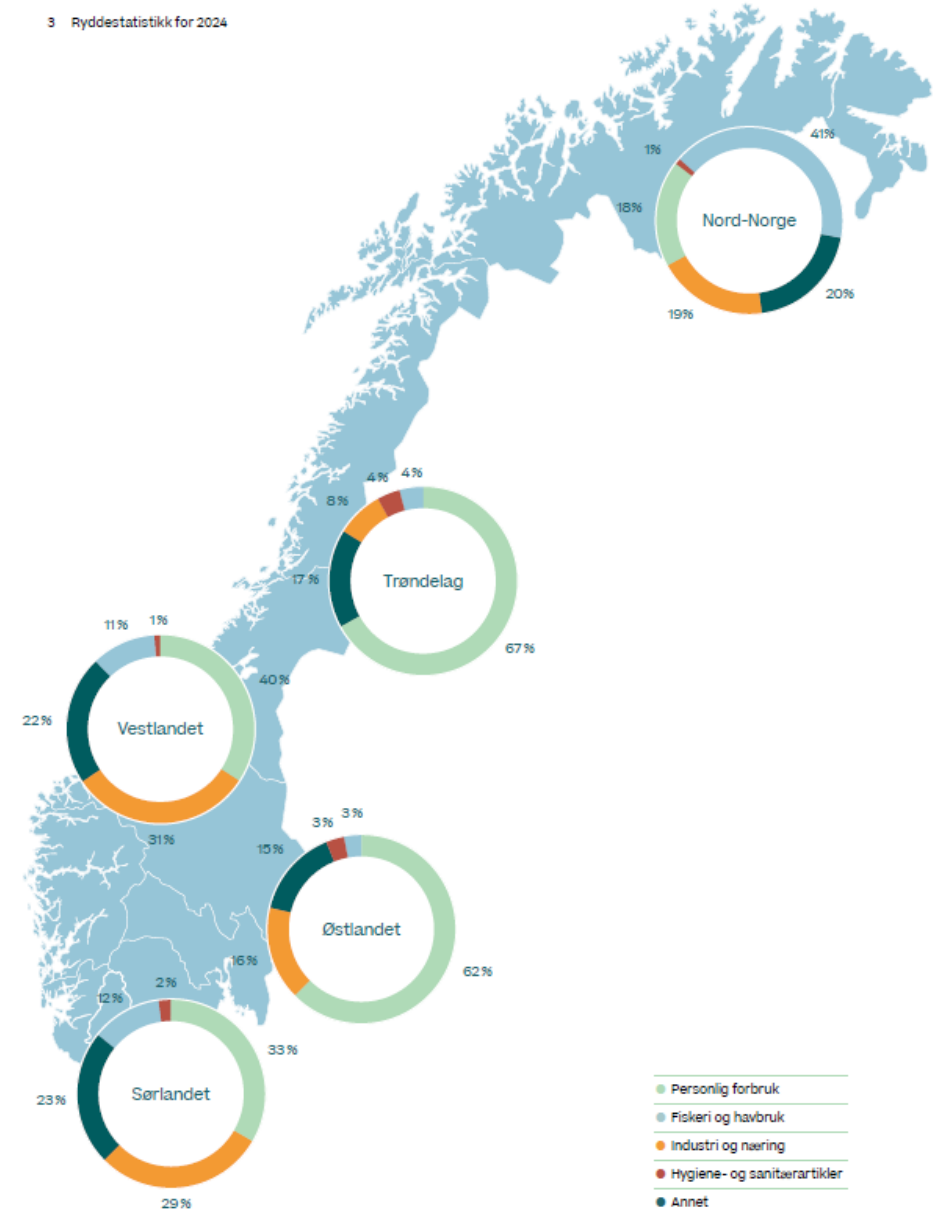 3 Ryddestatistikk for 2024
41%
1%
18%
Nord-Norge
20%
19%
4% 4%
8%
17 %
Trøndelag
67%
11% 1%
40%
22%
Vestlandet
31%
3% 3%
15%
Østlandet
16%
62%
2%
12%
33%
Sørlandet
23%
29%
Personlig forbruk
Fiskeri og havbruk
Industri og næring
Hygiene- og sanitærartikler
Annet